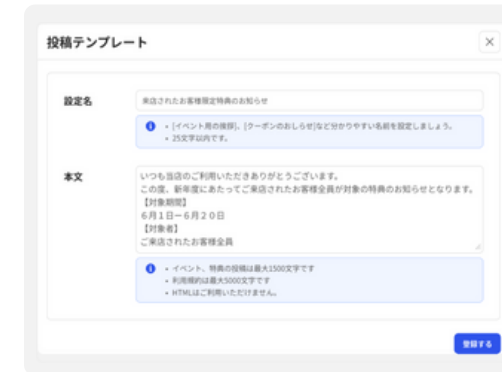 投稿テンプレート
×
設定名
来店されたお客様限定特典のお知らせ
• [イベント用の挨拶]、[クーポンのおしらせ]など分かりやすい名前を設定しましょう。
• 25文字以内です。
本文
いつも当店のご利用いただきありがとうございます。
この度、新年度にあたってご来店されたお客様全員が対象の特典のお知らせとなります。
【対象期間】
６月１日ー６月２０日
【対象者】
ご来店されたお客様全員
• イベント、特典の投稿は最大1500文字です
• 利用規約は最大5000文字です
• HTMLはご利用いただけません。
登録する